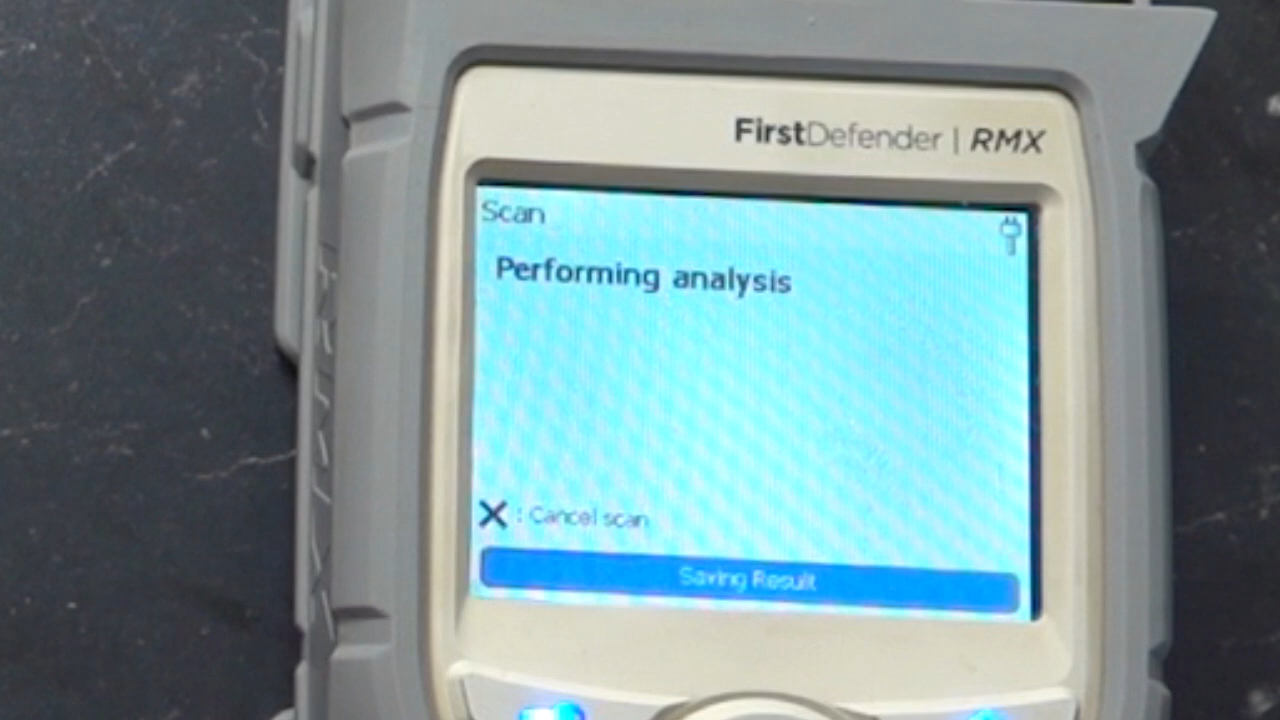 FirstDefender | RMX
Scan
Performing analysis
X : Cancel scan
Saving Result